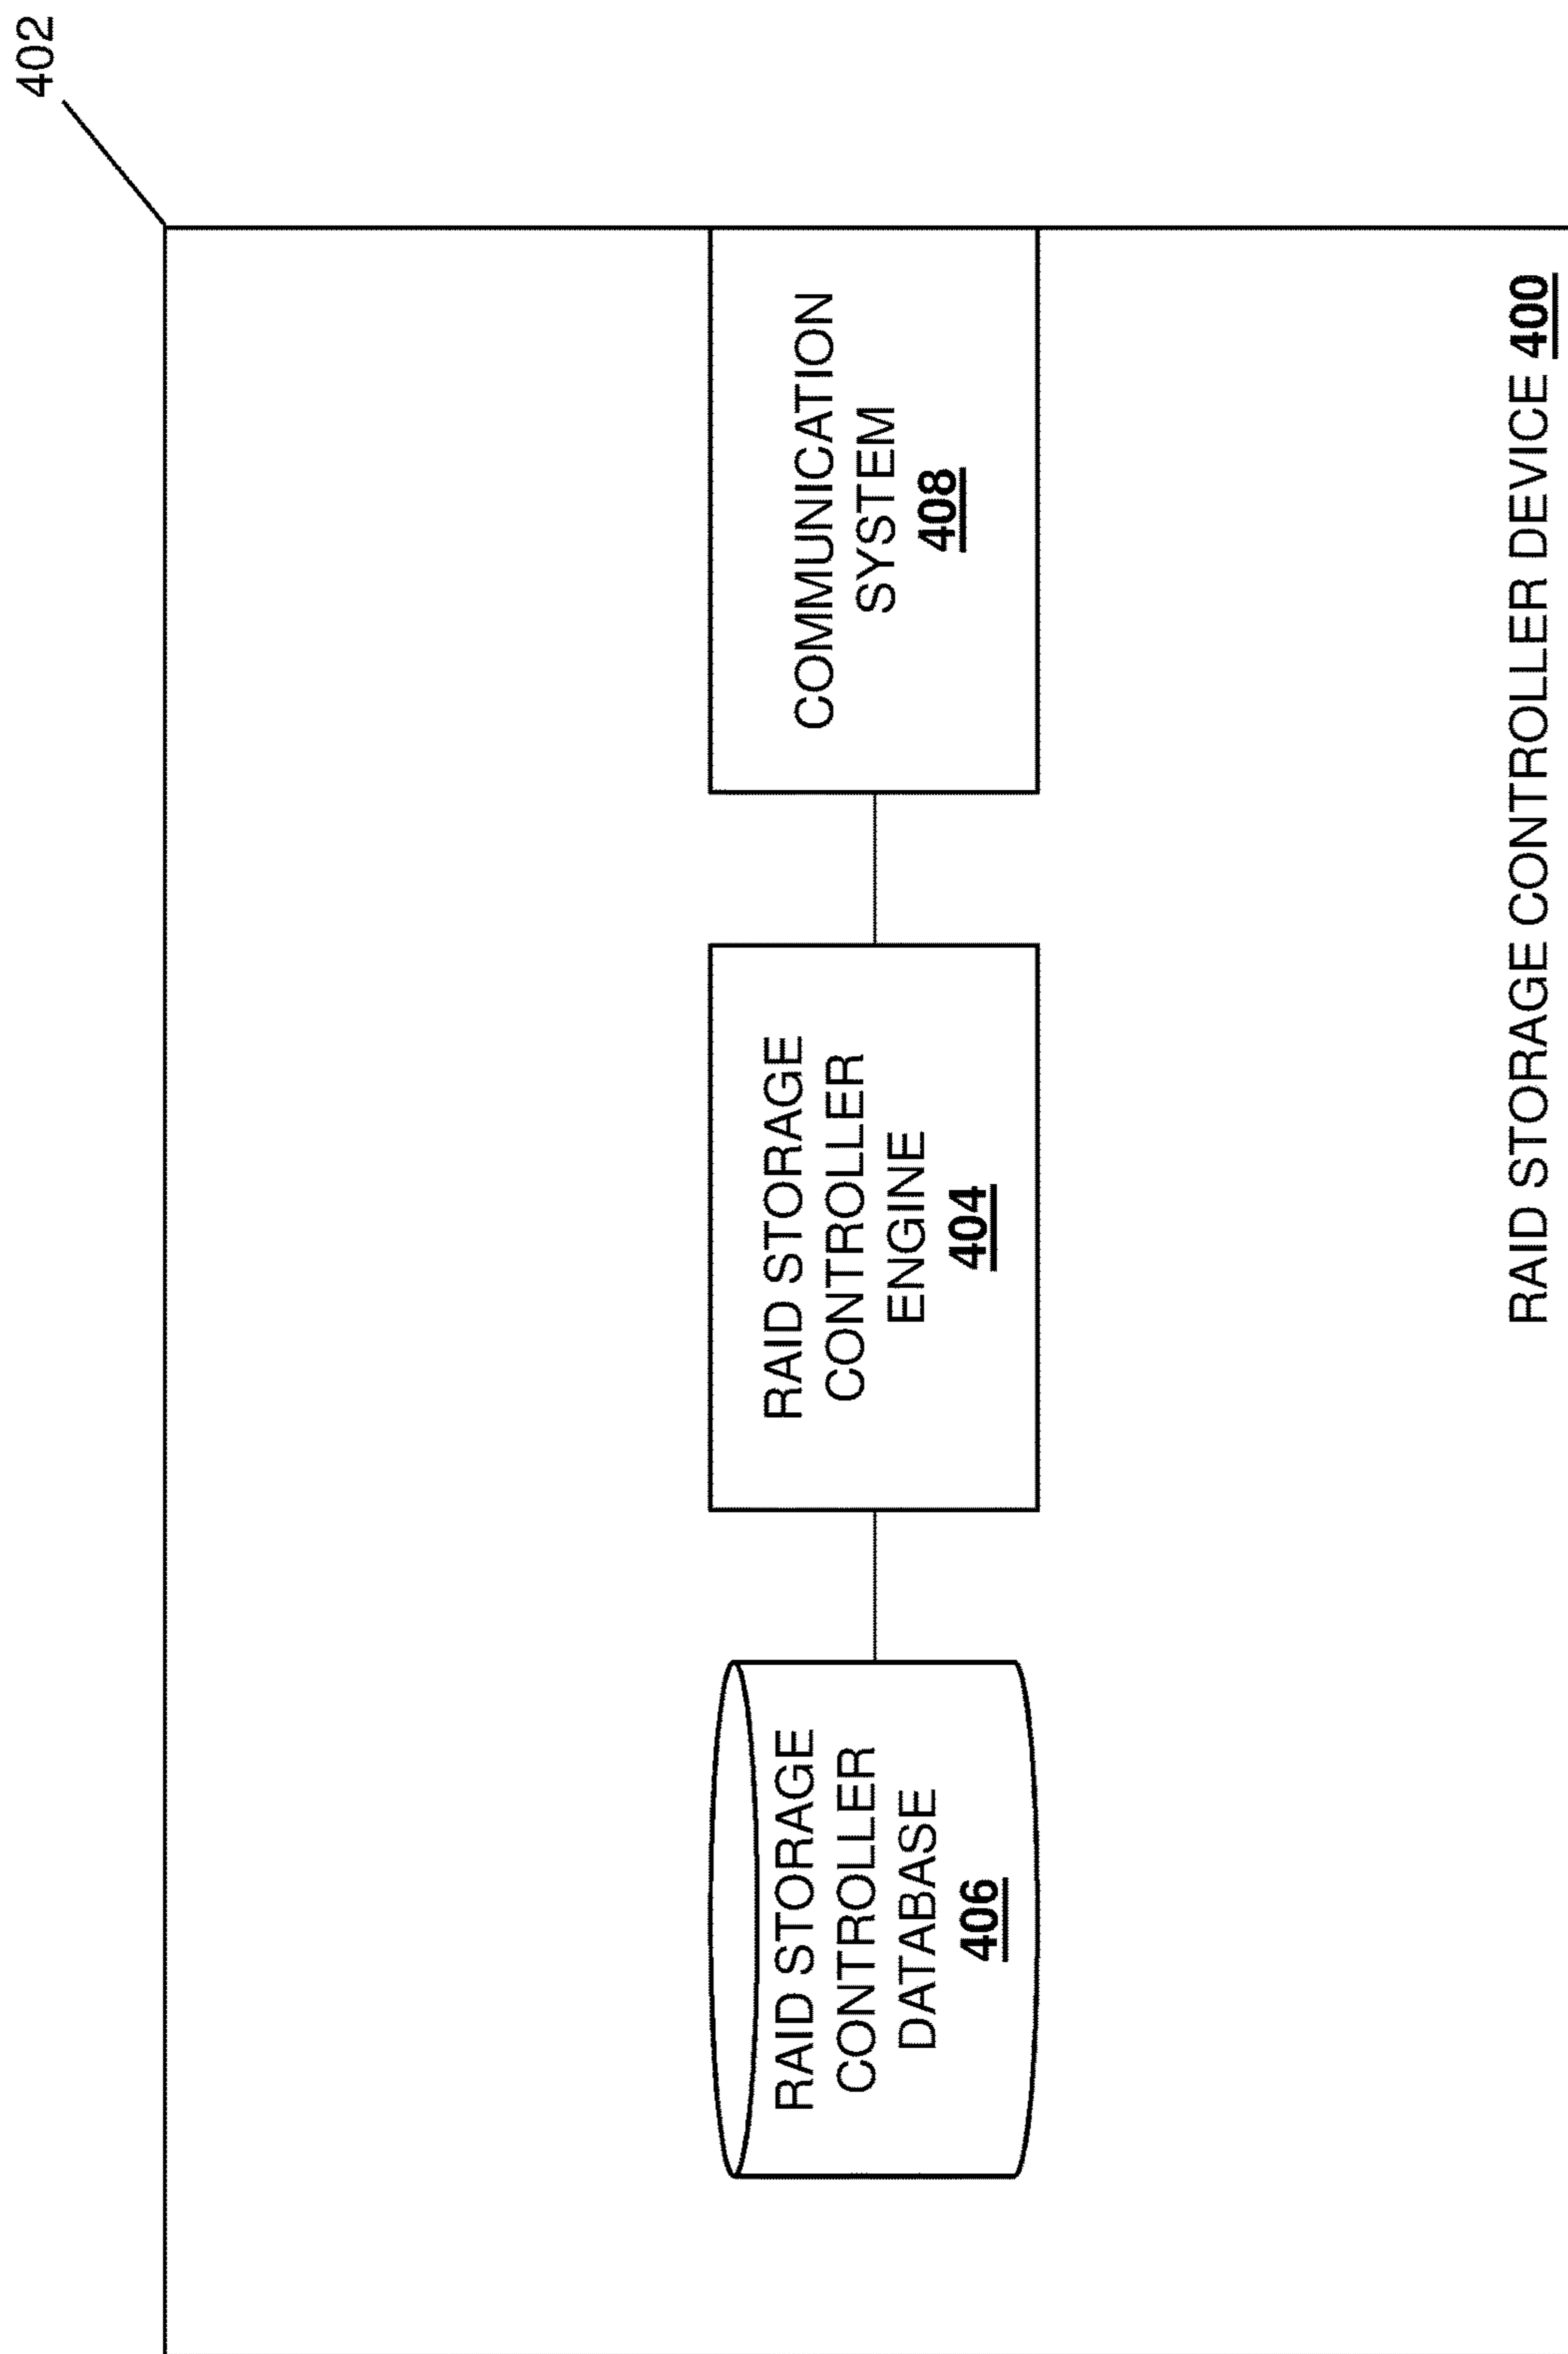 402
RAID STORAGE
CONTROLLER
DATABASE
406
RAID STORAGE
CONTROLLER
ENGINE
404
COMMUNICATION
SYSTEM
408
RAID STORAGE CONTROLLER DEVICE 400